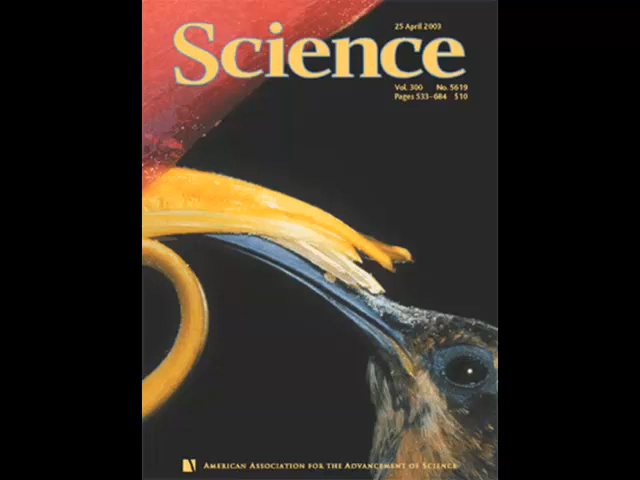 25 April 2003
Science
Vol. 300 No. 5619
Pages 533–684 $10
AMERICAN ASSOCIATION FOR THE ADVANCEMENT OF SCIENCE